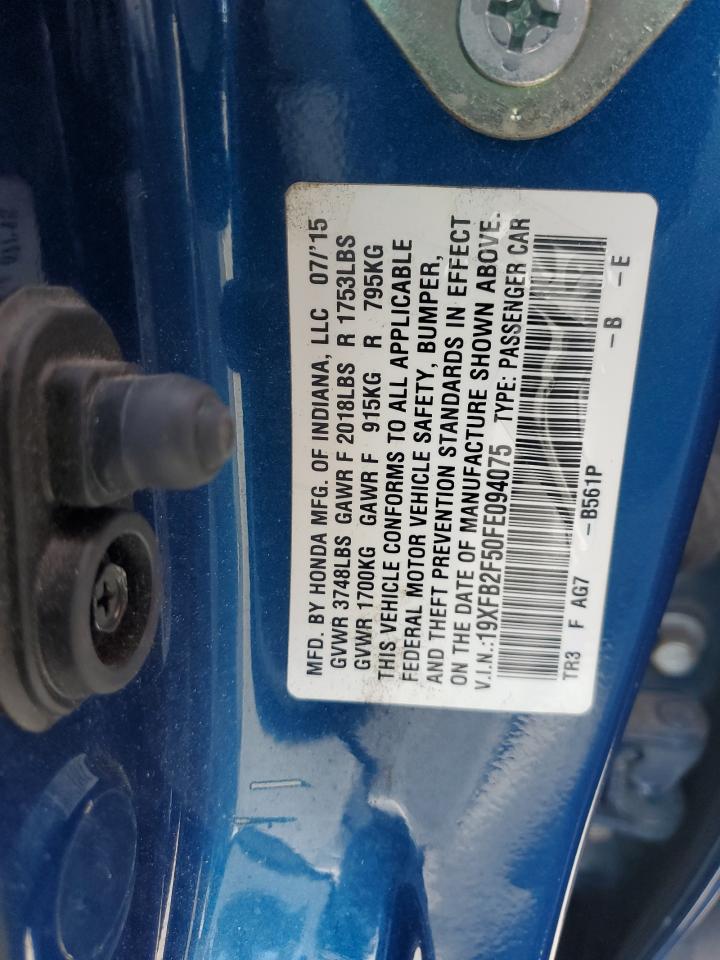 MFD. BY HONDA MFG. OF INDIANA, LLC 07/'15
GVWR 3748LBS GAWR F 2018LBS R 1753LBS
GVWR 1700KG GAWR F 915KG R 795KG
THIS VEHICLE CONFORMS TO ALL APPLICABLE
FEDERAL MOTOR VEHICLE SAFETY, BUMPER,
AND THEFT PREVENTION STANDARDS IN EFFECT
ON THE DATE OF MANUFACTURE SHOWN ABOVE.
V.I.N.:19XFB2F50FE094075 TYPE: PASSENGER CAR
TR3 F AG7 -B561P -B -E